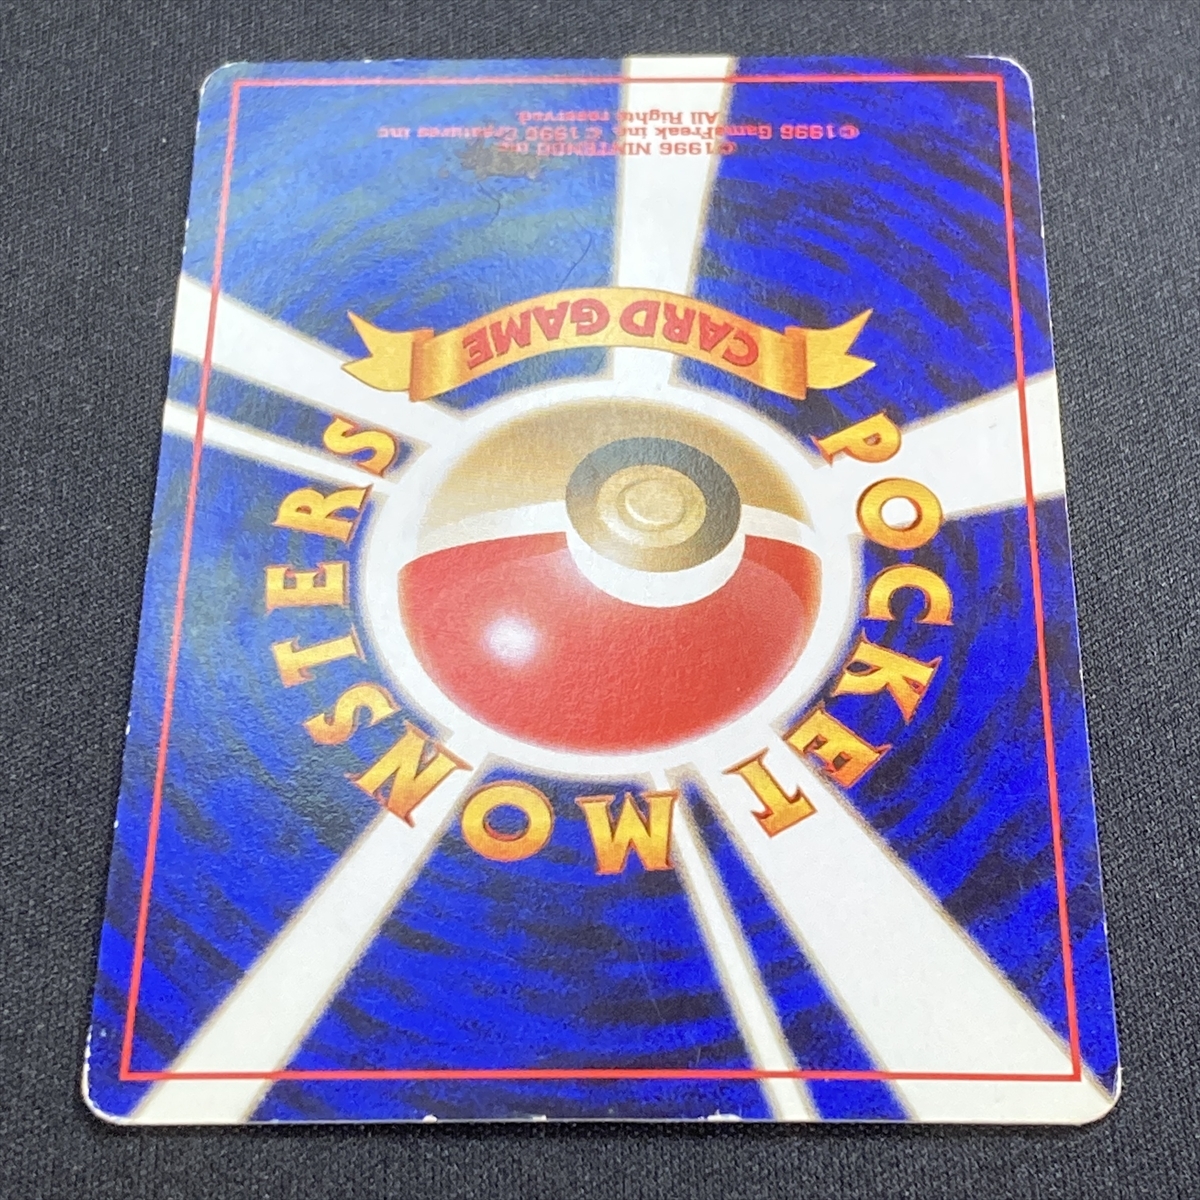 POCKET MONSTERS
CARD GAME
©1996 NINTENDO inc.
©1996 GameFreak inc. © 1996 Creatures inc
All Rights reserved.